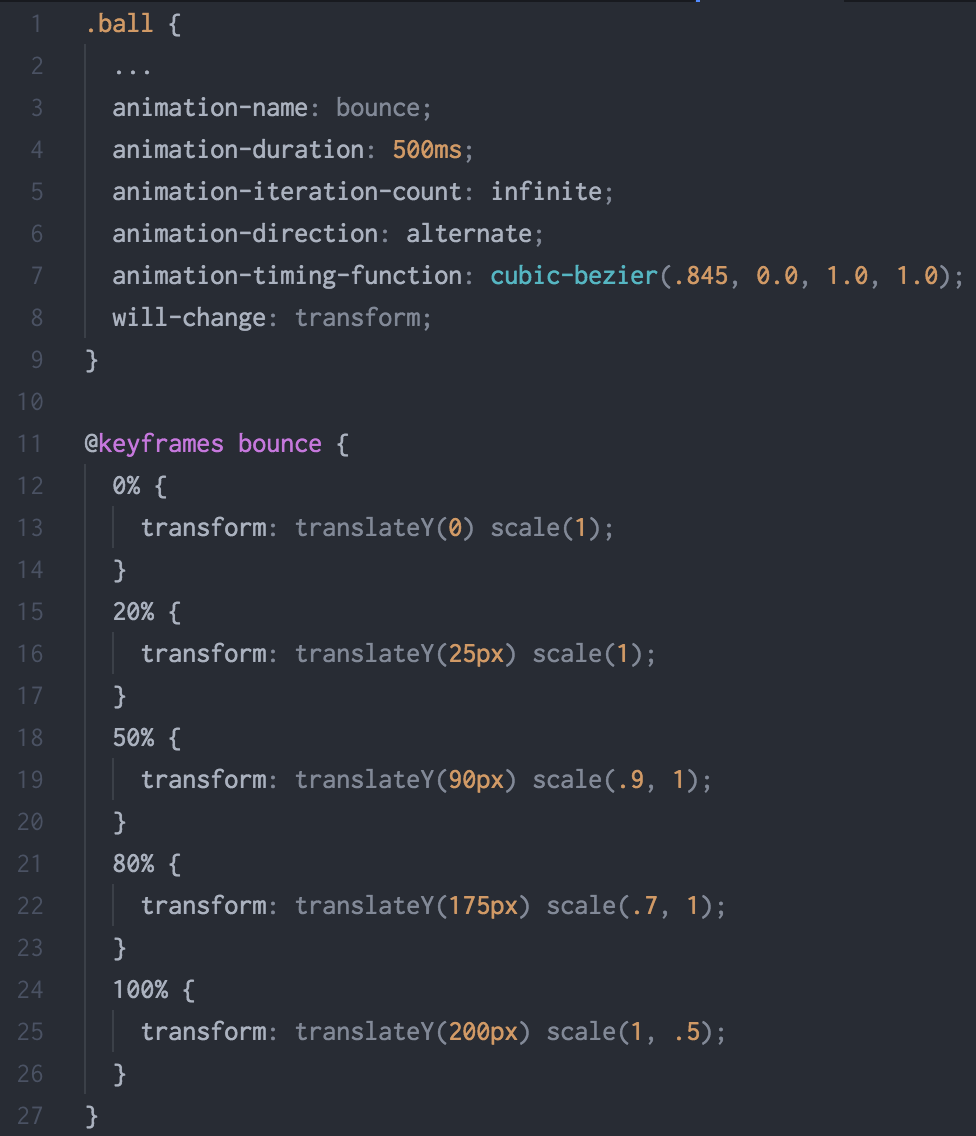 1 .ball {
2 ...
3 animation-name: bounce;
4 animation-duration: 500ms;
5 animation-iteration-count: infinite;
6 animation-direction: alternate;
7 animation-timing-function: cubic-bezier(.845, 0.0, 1.0, 1.0);
8 will-change: transform;
9 }
10
11 @keyframes bounce {
12 0% {
13 transform: translateY(0) scale(1);
14 }
15 20% {
16 transform: translateY(25px) scale(1);
17 }
18 50% {
19 transform: translateY(90px) scale(.9, 1);
20 }
21 80% {
22 transform: translateY(175px) scale(.7, 1);
23 }
24 100% {
25 transform: translateY(200px) scale(1, .5);
26 }
27 }